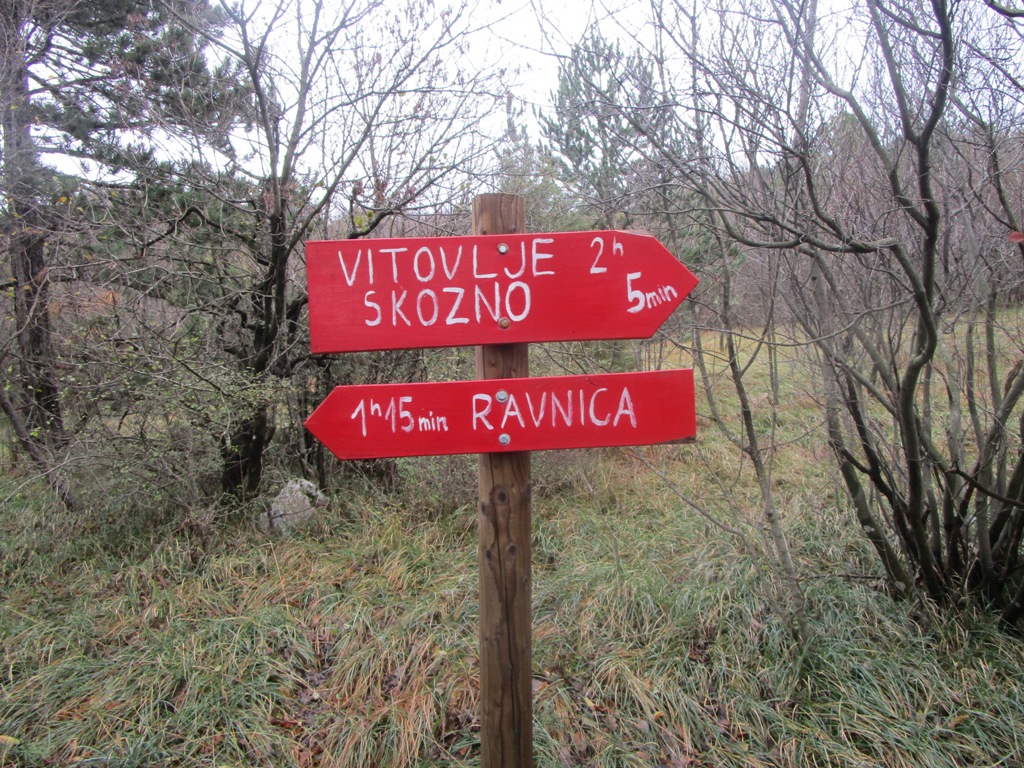 VITOVLJE 2h
SKOZNO 5min
1h15min RAVNICA